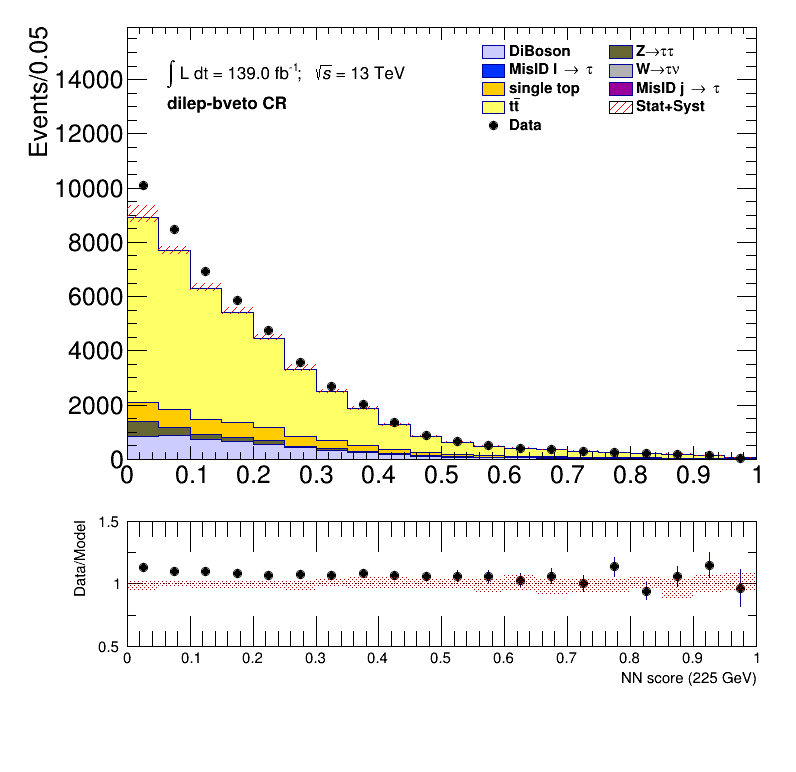 Events/0.05
14000
12000
10000
8000
6000
4000
2000
0
∫ L dt = 139.0 fb⁻¹; √s = 13 TeV
dilep-bveto CR
DiBoson
MisID l → τ
single top
tt̄
Data
Z→ττ
W→τν
MisID j → τ
Stat+Syst
0 0.1 0.2 0.3 0.4 0.5 0.6 0.7 0.8 0.9 1
Data/Model
1.5
1
0.5
0 0.1 0.2 0.3 0.4 0.5 0.6 0.7 0.8 0.9 1
NN score (225 GeV)